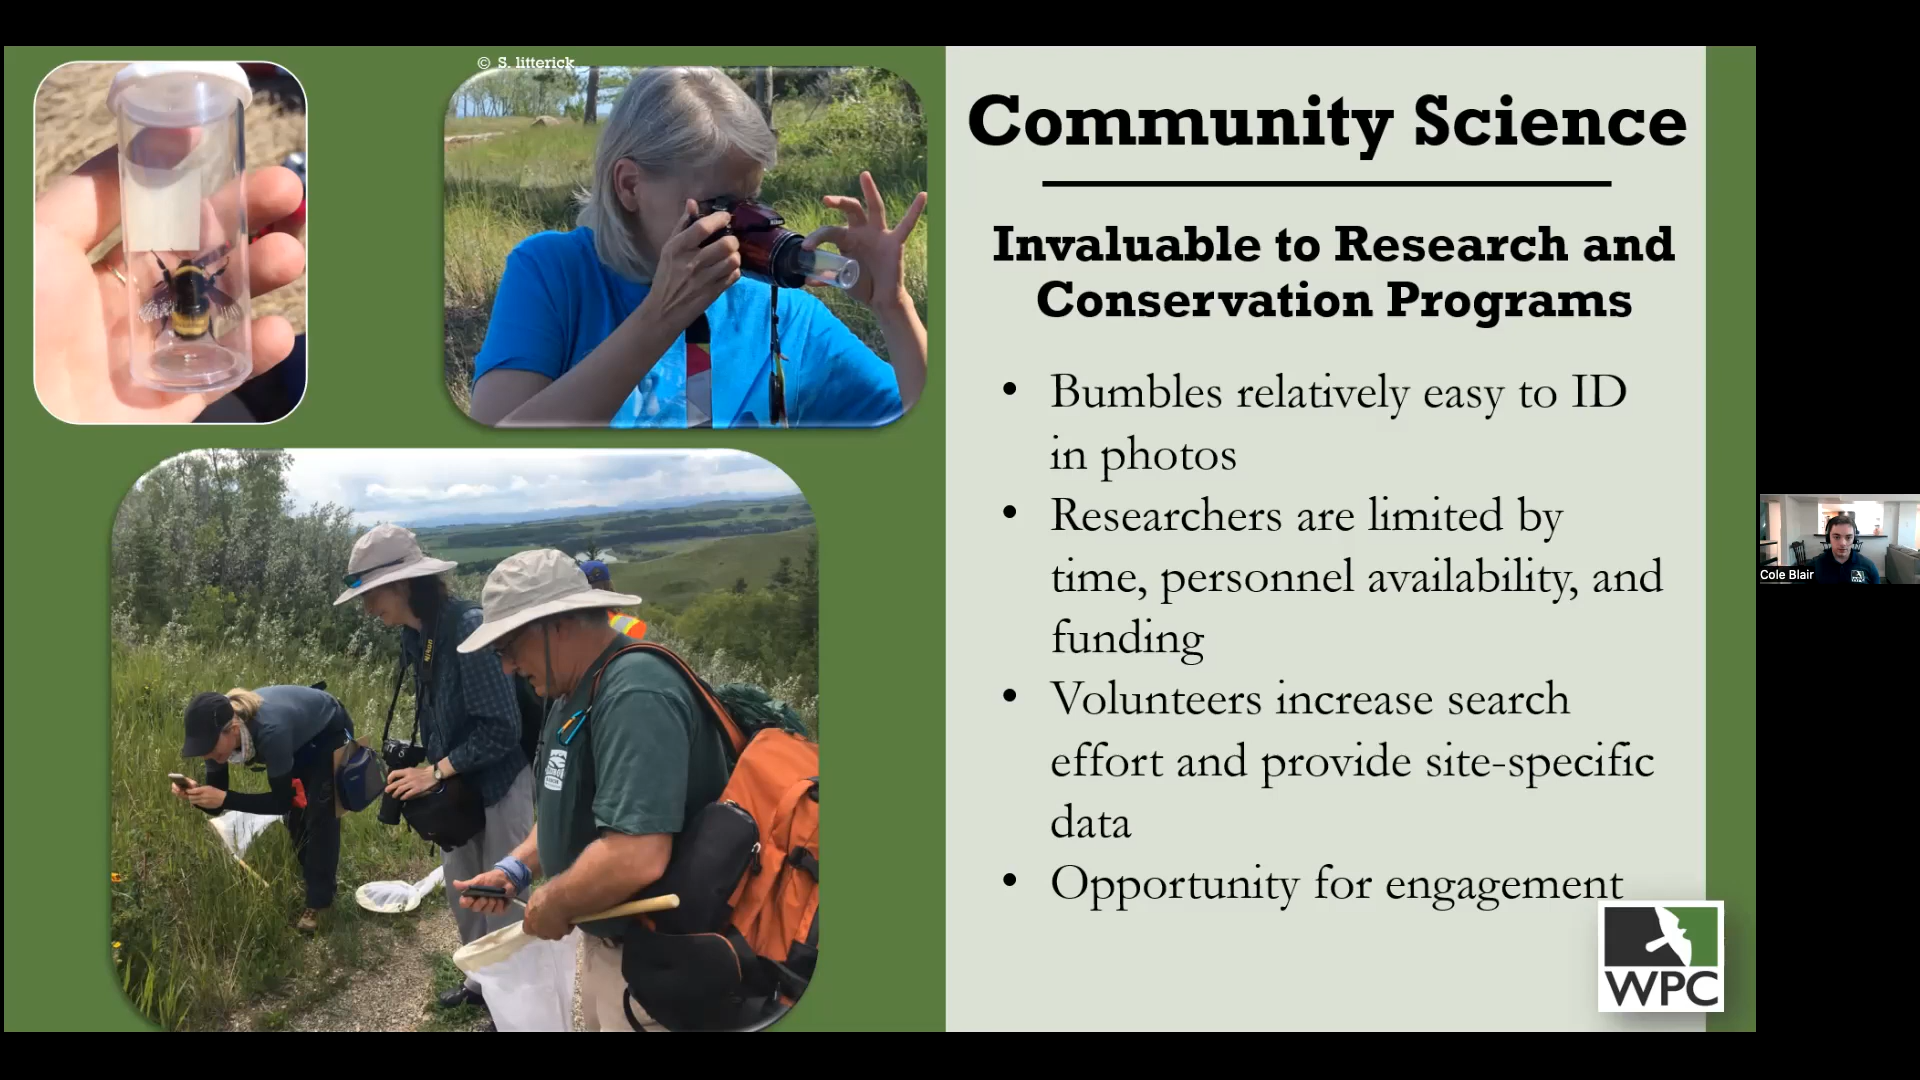 © S. litterick
Community Science
Invaluable to Research and
Conservation Programs
• Bumbles relatively easy to ID
in photos
• Researchers are limited by
time, personnel availability, and
funding
• Volunteers increase search
effort and provide site-specific
data
• Opportunity for engagement
WPC
Cole Blair